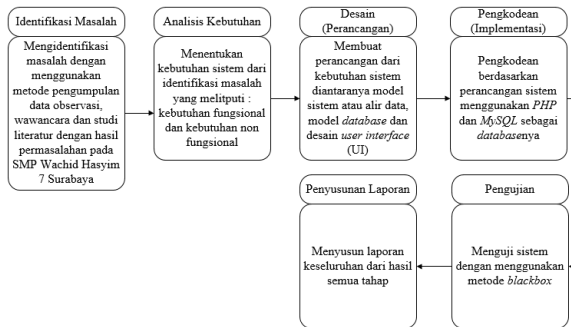 Identifikasi Masalah
Mengidentifikasi
masalah dengan
menggunakan
metode pengumpulan
data observasi,
wawancara dan studi
literatur dengan hasil
permasalahan pada
SMP Wachid Hasyim
7 Surabaya
Analisis Kebutuhan
Menentukan
kebutuhan sistem dari
identifikasi masalah
yang melitputi :
kebutuhan fungsional
dan kebutuhan non
fungsional
Desain
(Perancangan)
Membuat
perancangan dari
kebutuhan sistem
diantaranya model
sistem atau alir data,
model database dan
desain user interface
(UI)
Pengkodean
(Implementasi)
Pengkodean
berdasarkan
perancangan sistem
menggunakan PHP
dan MySQL sebagai
databasenya
Pengujian
Menguji sistem
dengan menggunakan
metode blackbox
Penyusunan Laporan
Menyusun laporan
keseluruhan dari hasil
semua tahap